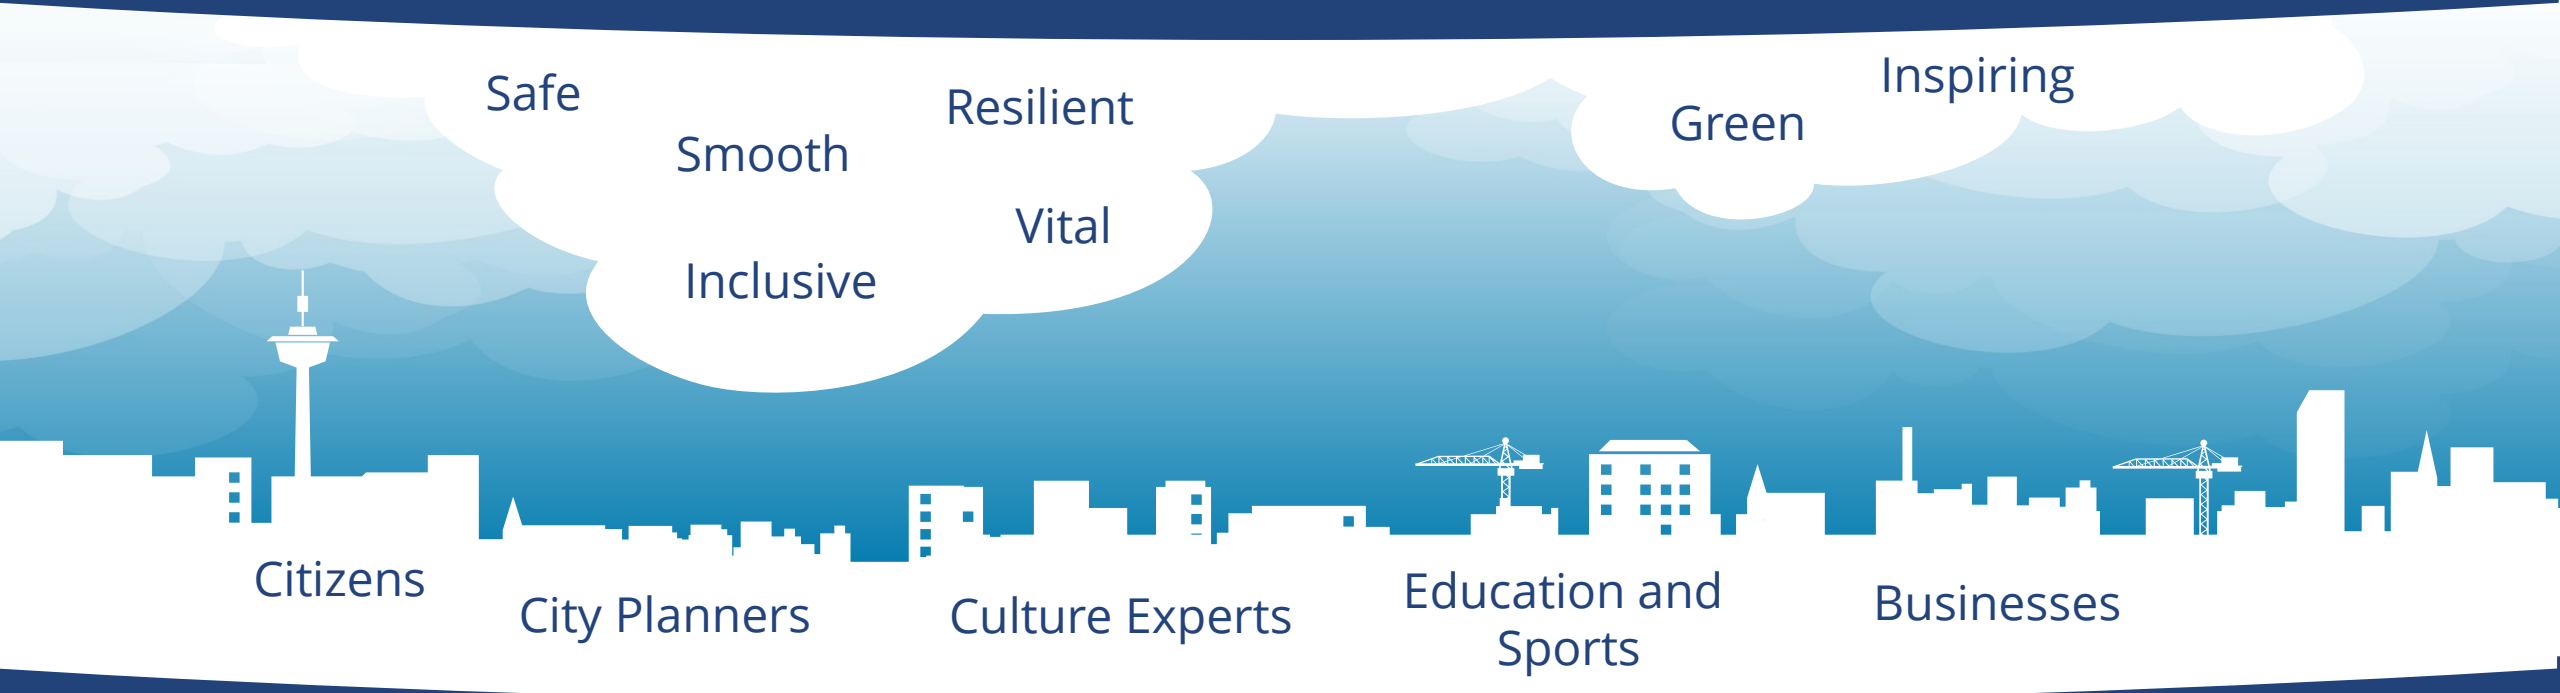 Safe
Resilient
Smooth
Vital
Inclusive
Inspiring
Green
Citizens
City Planners
Culture Experts
Education and
Sports
Businesses